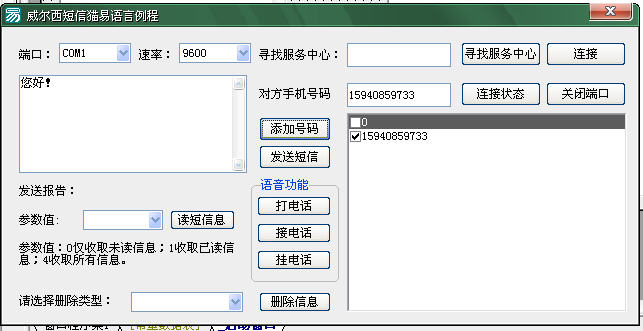 威尔西短信猫易语言例程
端口： COM1 速率： 9600 寻找服务中心： 寻找服务中心 连接
您好!
对方手机号码 15940859733 连接状态 关闭端口
添加号码
0
15940859733
发送短信
发送报告：
语音功能
参数值: 读短信息
打电话
接电话
挂电话
参数值：0仅收取未读信息；1收取已读信
息；4收取所有信息。
请选择删除类型： 删除信息